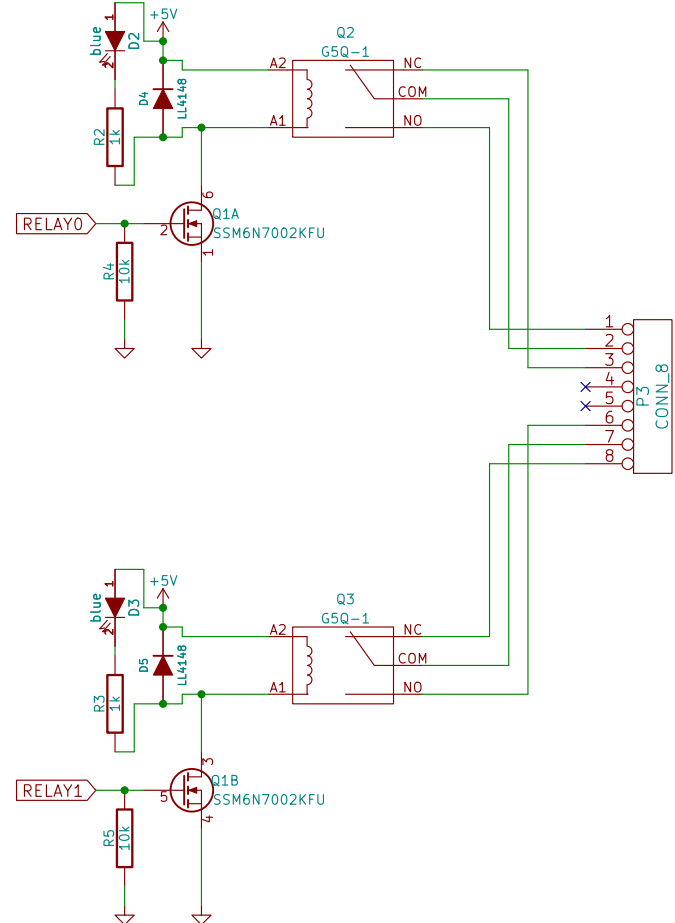 1
blue
D2
2
+5V
D4
LL4148
R2
1k
Q2
G5Q-1
A2
A1
NC
COM
NO
RELAY0
2
6
1
Q1A
SSM6N7002KFU
R4
10k
1
2
3
4
5
6
7
8
P3
CONN_8
1
blue
D3
2
+5V
D5
LL4148
R3
1k
Q3
G5Q-1
A2
A1
NC
COM
NO
RELAY1
5
3
4
Q1B
SSM6N7002KFU
R5
10k